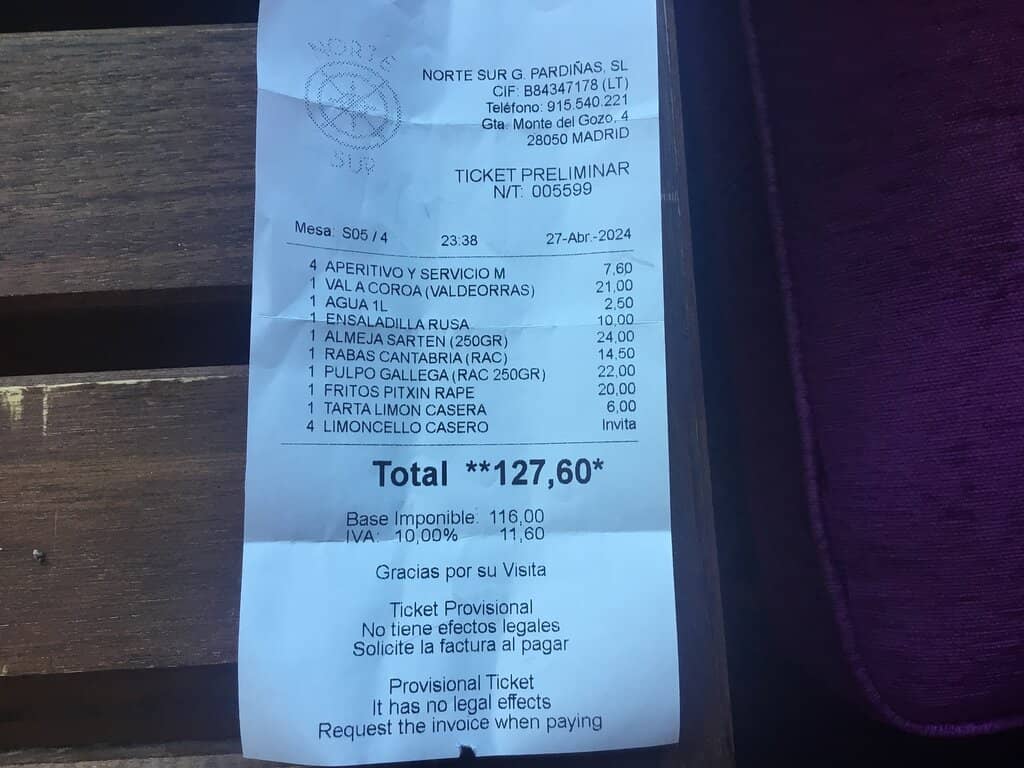 NORTE
SUR
NORTE SUR G. PARDIÑAS, SL
CIF: B84347178 (LT)
Teléfono: 915.540.221
Gta. Monte del Gozo, 4
28050 MADRID
TICKET PRELIMINAR
N/T: 005599
Mesa: S05 / 4 23:38 27-Abr.-2024
4 APERITIVO Y SERVICIO M 7,60
1 VAL A COROA (VALDEORRAS) 21,00
1 AGUA 1L 2,50
1 ENSALADILLA RUSA 10,00
1 ALMEJA SARTEN (250GR) 24,00
1 RABAS CANTABRIA (RAC) 14,50
1 PULPO GALLEGA (RAC 250GR) 22,00
1 FRITOS PITXIN RAPE 20,00
1 TARTA LIMON CASERA 6,00
4 LIMONCELLO CASERO Invita
Total **127,60*
Base Imponible: 116,00
IVA: 10,00% 11,60
Gracias por su Visita
Ticket Provisional
No tiene efectos legales
Solicite la factura al pagar
Provisional Ticket
It has no legal effects
Request the invoice when paying